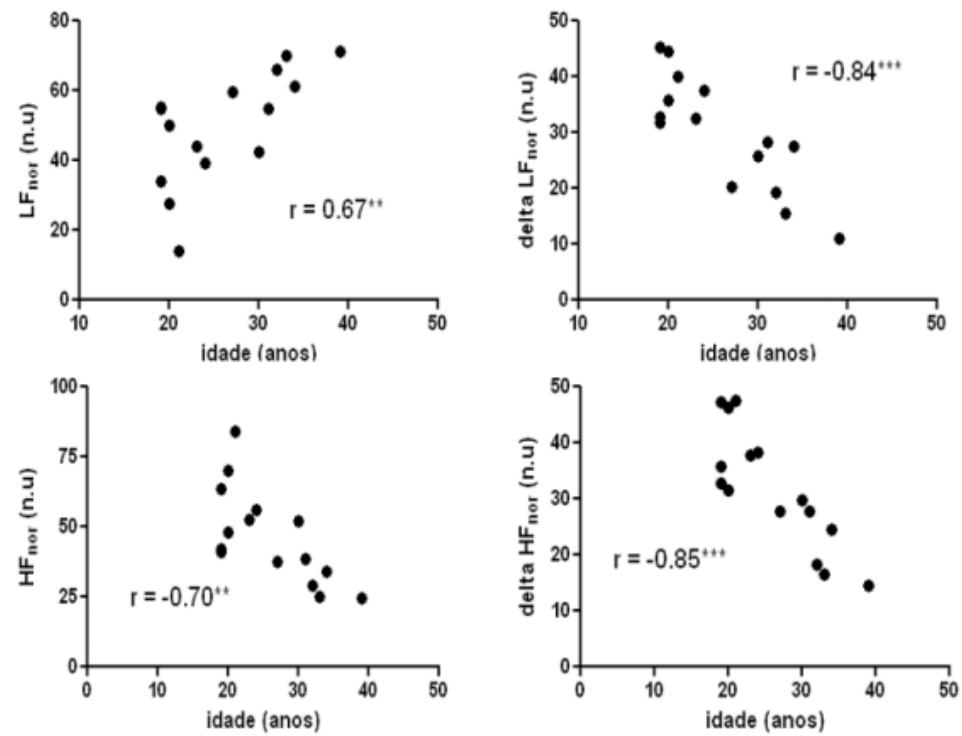 80
60
40
20
0
LFnor (n.u)
r = 0.67**
10 20 30 40 50
idade (anos)
50
40
30
20
10
0
delta LFnor (n.u)
r = -0.84***
10 20 30 40 50
idade (anos)
100
75
50
25
0
HFnor (n.u)
r = -0.70**
0 10 20 30 40 50
idade (anos)
50
40
30
20
10
0
delta HFnor (n.u)
r = -0.85***
0 10 20 30 40 50
idade (anos)